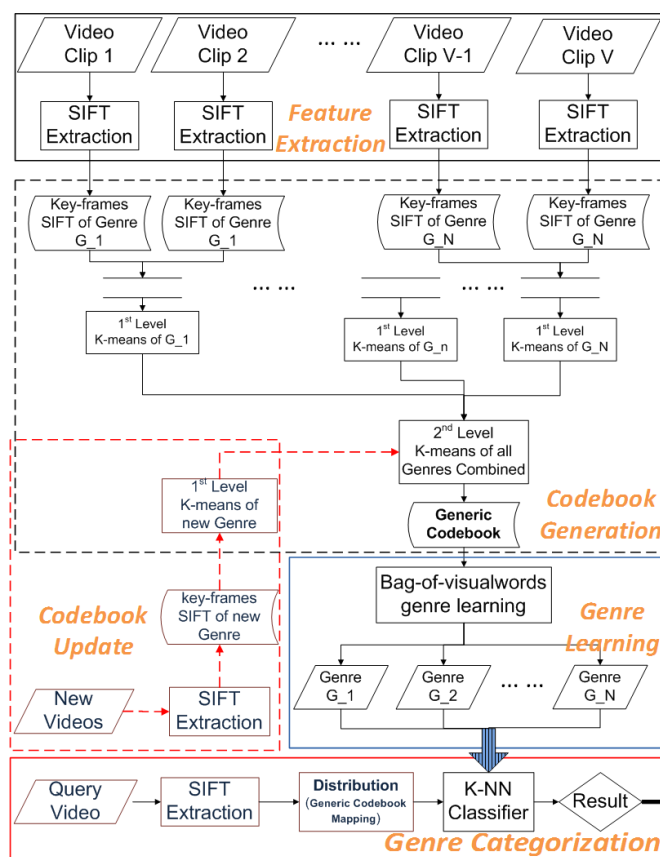 Video
Clip 1
Video
Clip 2
... ...
Video
Clip V-1
Video
Clip V
SIFT
Extraction
SIFT
Extraction
Feature
Extraction
SIFT
Extraction
SIFT
Extraction
Key-frames
SIFT of Genre
G_1
Key-frames
SIFT of Genre
G_1
Key-frames
SIFT of Genre
G_N
Key-frames
SIFT of Genre
G_N
... ...
... ...
1st Level
K-means of G_1
1st Level
K-means of G_n
1st Level
K-means of G_N
2nd Level
K-means of all
Genres Combined
1st Level
K-means of
new Genre
Generic
Codebook
Codebook
Generation
Bag-of-visualwords
genre learning
Genre
Learning
Codebook
Update
key-frames
SIFT of new
Genre
Genre
G_1
Genre
G_2
... ...
Genre
G_N
New
Videos
SIFT
Extraction
Query
Video
SIFT
Extraction
Distribution
(Generic Codebook
Mapping)
K-NN
Classifier
Result
Genre Categorization